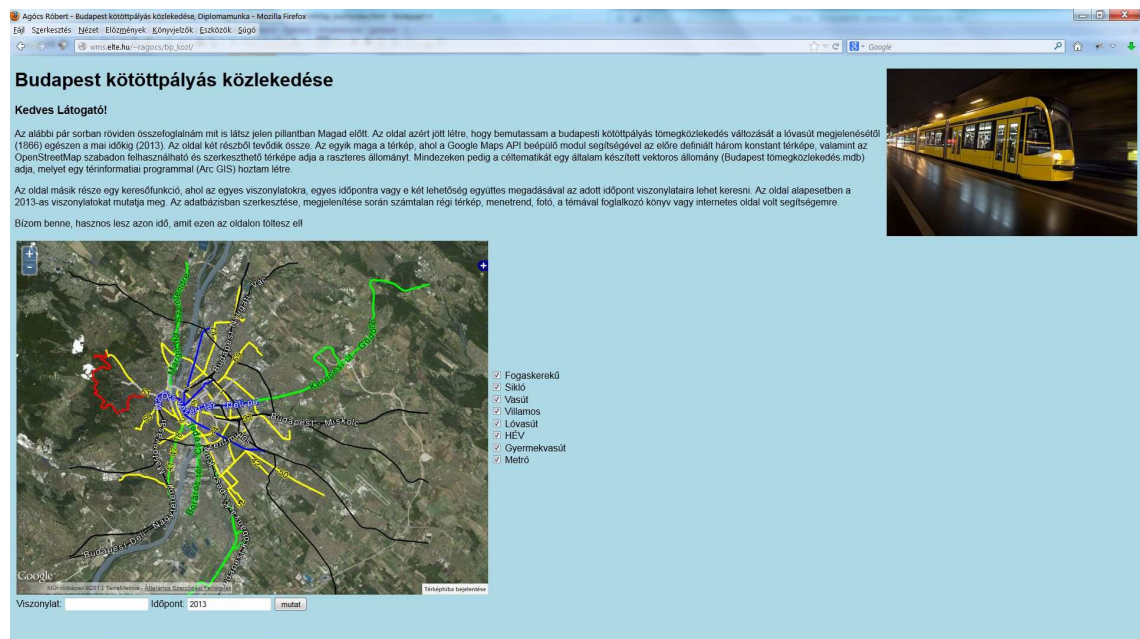 Agócs Róbert - Budapest kötöttpályás közlekedése, Diplomamunka - Mozilla Firefox
Fájl Szerkesztés Nézet Előzmények Könyvjelzők Eszközök Súgó
wms.elte.hu/~ragocs/bp_kozl/
Google
Budapest kötöttpályás közlekedése
Kedves Látogató!
Az alábbi pár sorban röviden összefoglalnám mit is látsz jelen pillantban Magad előtt. Az oldal azért jött létre, hogy bemutassam a budapesti kötöttpályás tömegközlekedés változását a lóvasút megjelenésétől
(1866) egészen a mai időkig (2013). Az oldal két részből tevődik össze. Az egyik maga a térkép, ahol a Google Maps API beépülő modul segítségével az előre definiált három konstant térképe, valamint az
OpenStreetMap szabadon felhasználható és szerkeszthető térképe adja a raszteres állományt. Mindezeken pedig a céltematikát egy általam készített vektoros állomány (Budapest tömegközlekedés.mdb)
adja, melyet egy térinformatiai programmal (Arc GIS) hoztam létre.
Az oldal másik része egy keresőfunkció, ahol az egyes viszonylatokra, egyes időpontra vagy e két lehetőség együttes megadásával az adott időpont viszonylataira lehet keresni. Az oldal alapesetben a
2013-as viszonylatokat mutatja meg. Az adatbázisban szerkesztése, megjelenítése során számtalan régi térkép, menetrend, fotó, a témával foglalkozó könyv vagy internetes oldal volt segítségemre.
Bízom benne, hasznos lesz azon idő, amit ezen az oldalon töltesz el!
+
-
+
Budapest-Nyugati - Vác
Budapest - Miskolc
Google
Térképhiba bejelentése
Fogaskerekű
Sikló
Vasút
Villamos
Lóvasút
HÉV
Gyermekvasút
Metró
Viszonylat: Időpont: 2013 mutat